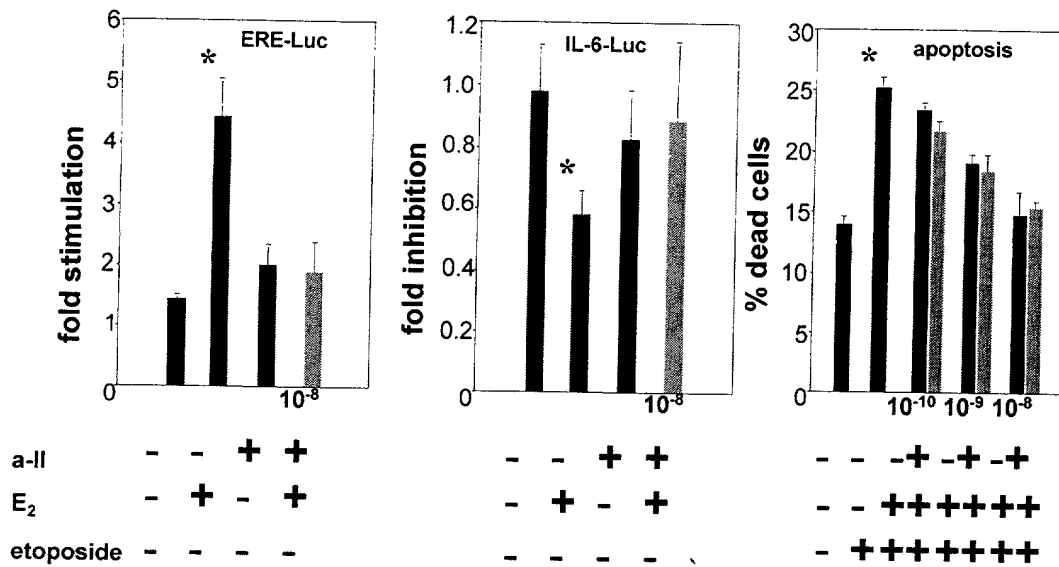 ERE-Luc
*
fold stimulation
6
5
4
3
2
1
0
10-8
IL-6-Luc
*
fold inhibition
1.2
1.0
0.8
0.6
0.4
0.2
0
10-8
apoptosis
*
% dead cells
30
25
20
15
10
5
0
10-10 10-9 10-8
a-II - - + + - - + + - - - + - + - +
E2 - + - + - + - + - - + + + + + +
etoposide - - - - - - - - - + + + + + + +